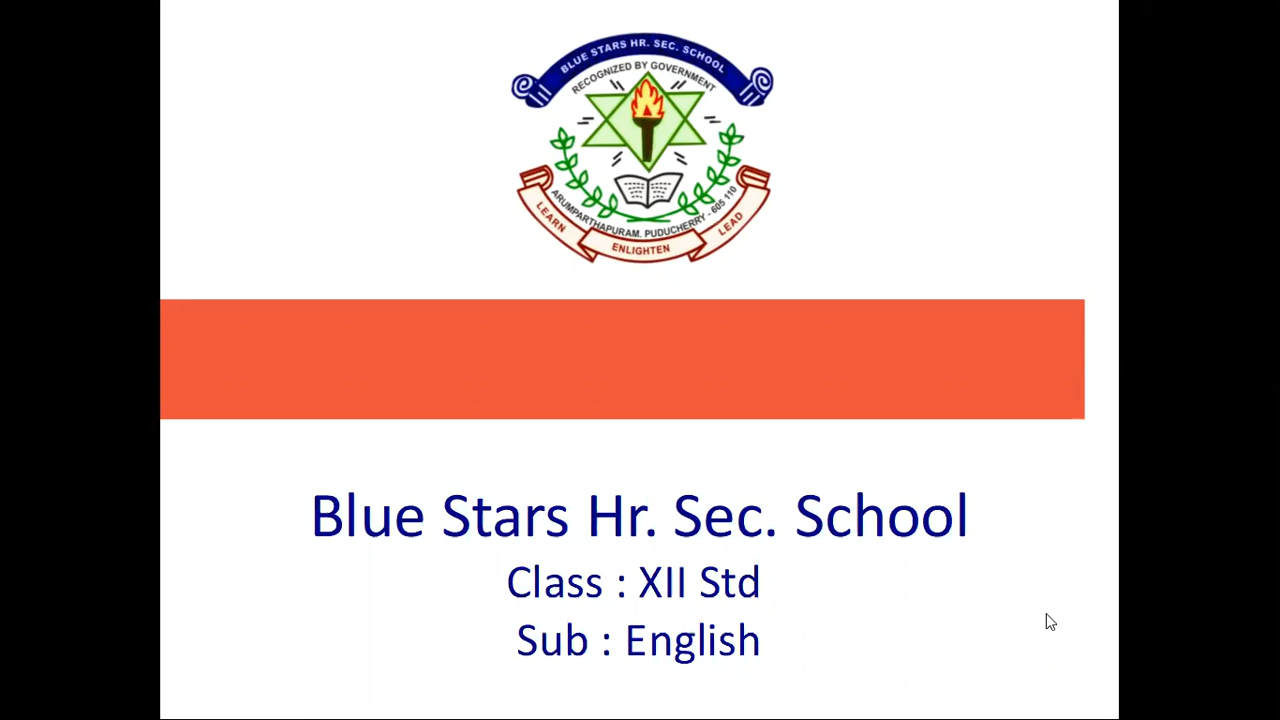 BLUE STARS HR. SEC. SCHOOL
RECOGNIZED BY GOVERNMENT
ARUMPARTHAPURAM. PUDUCHERRY - 605 110
LEARN
ENLIGHTEN
LEAD
Blue Stars Hr. Sec. School
Class : XII Std
Sub : English